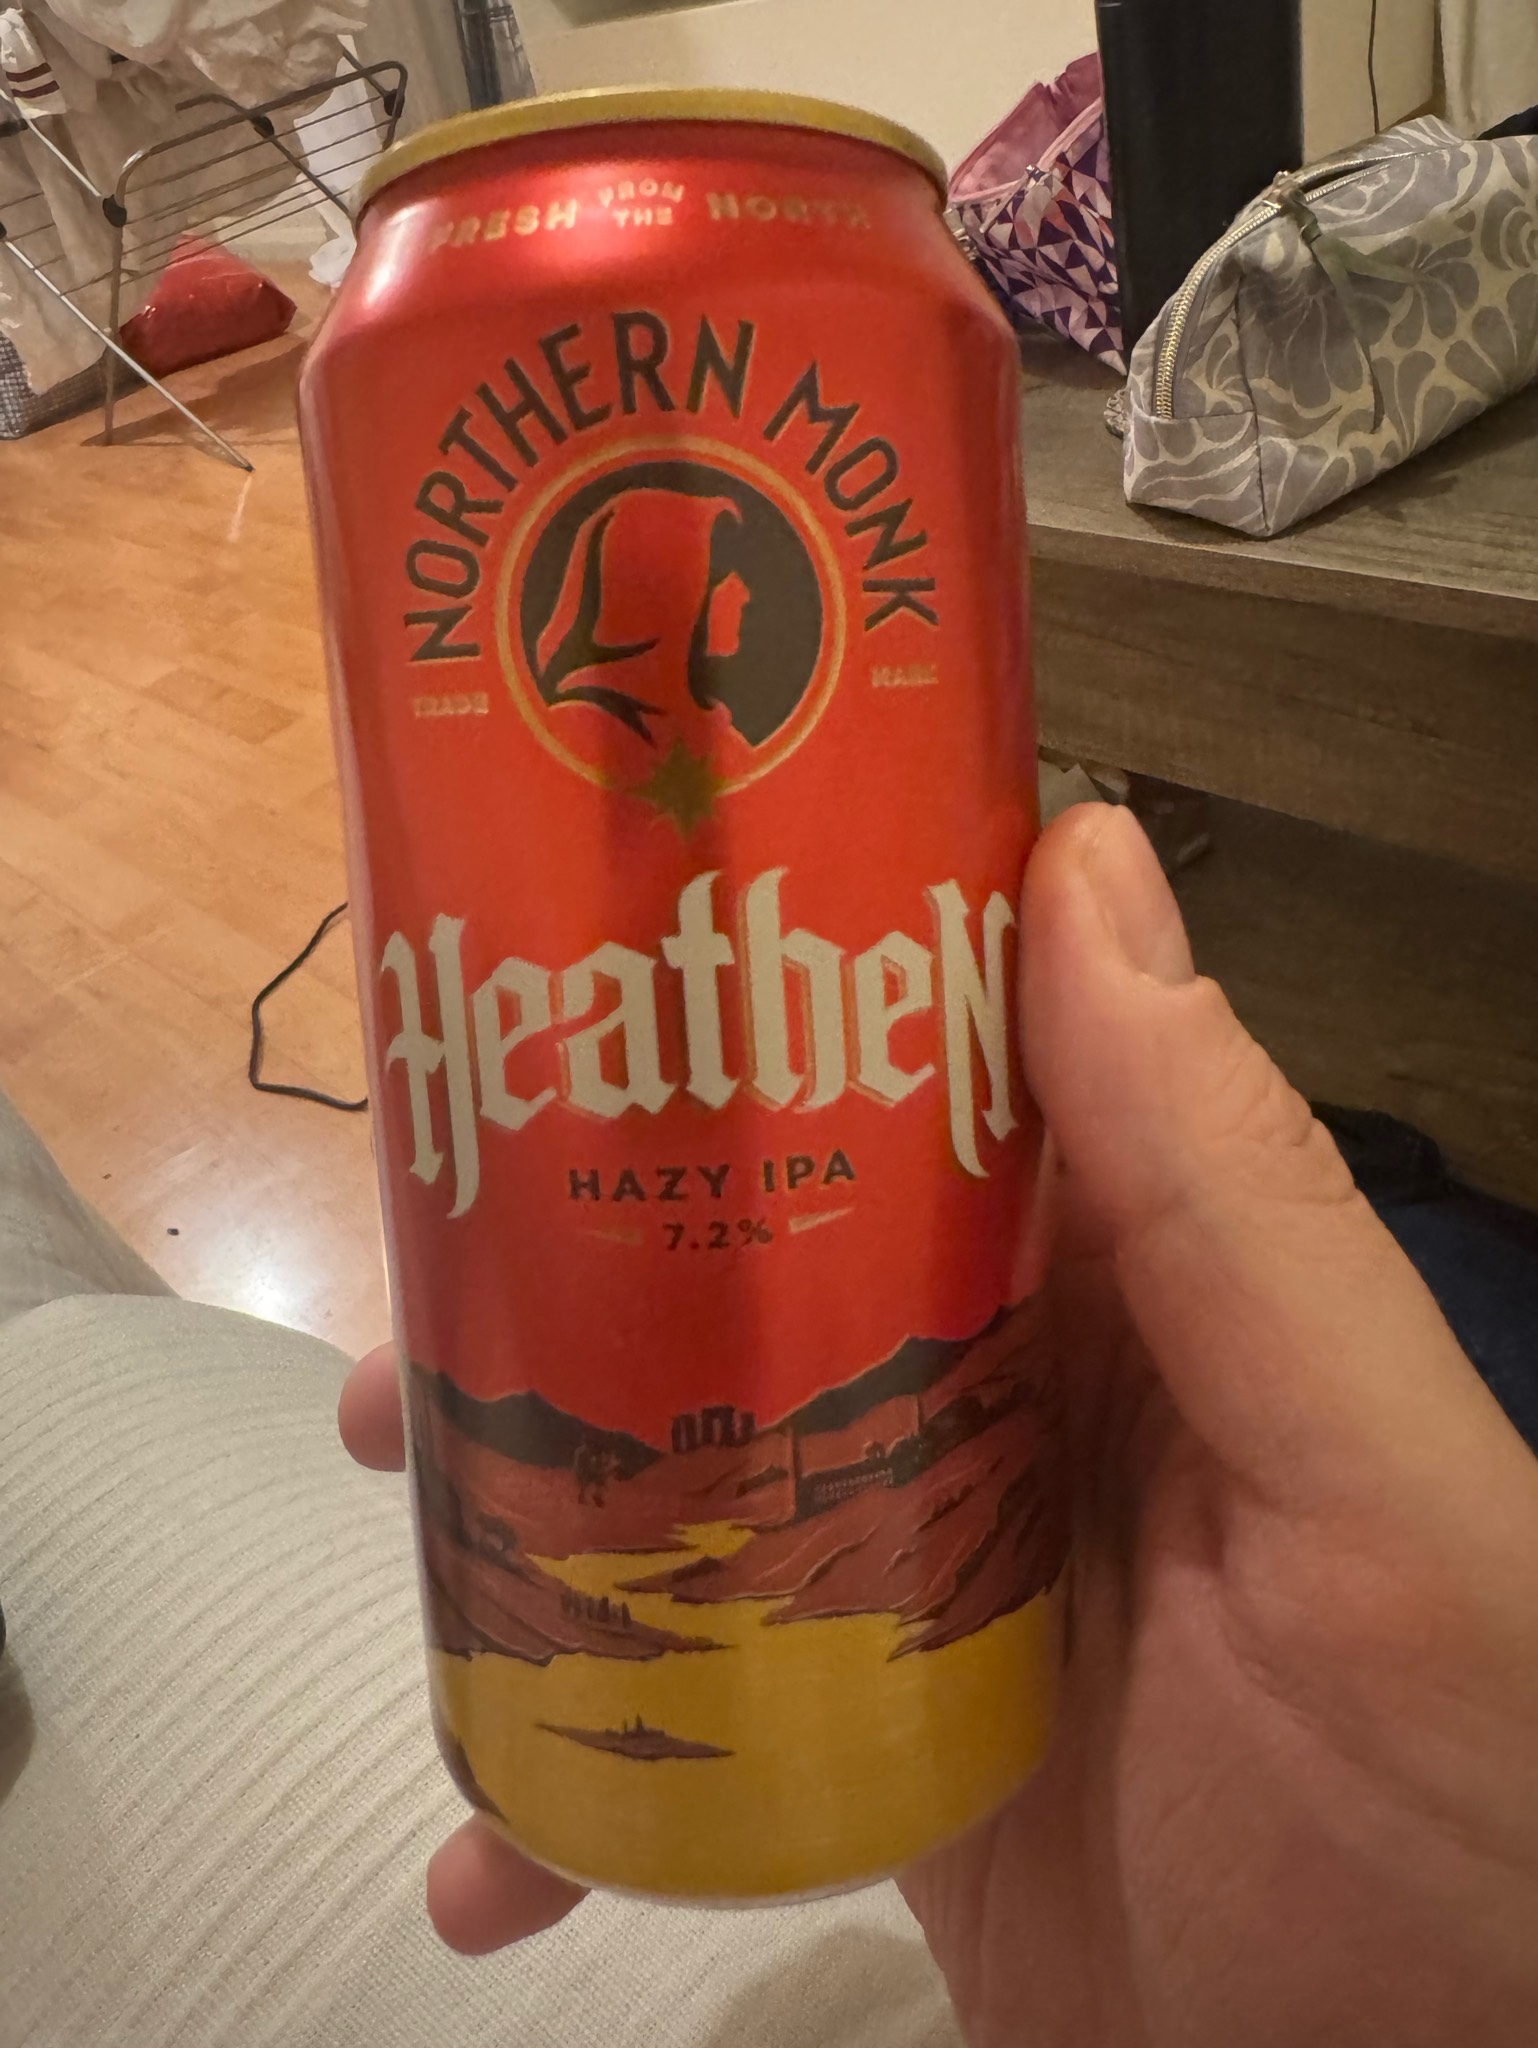 FRESH FROM THE NORTH
NORTHERN MONK
TRADE MARK
Heathen
HAZY IPA
7.2%